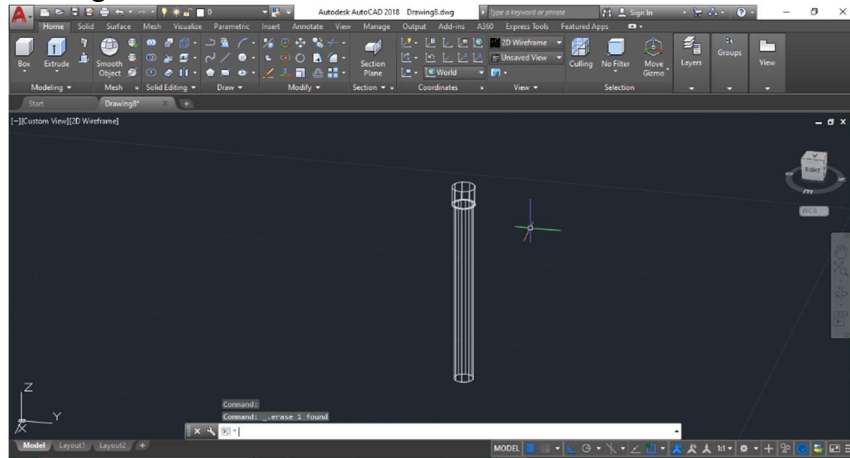 Autodesk AutoCAD 2018 Drawing8.dwg Type a keyword or phrase Sign In
Home Solid Surface Mesh Visualize Parametric Insert Annotate View Manage Output Add-ins A360 Express Tools Featured Apps
2D Wireframe
Unsaved View
World
Box Extrude Smooth Object Section Plane Culling No Filter Move Gizmo Layers Groups View
Modeling Mesh Solid Editing Draw Modify Section Coordinates View Selection
Start Drawing8*
[-][Custom View][2D Wireframe]
RIGHT
WCS
Z
Y
X
Command:
Command: _.erase 1 found
Model Layout1 Layout2 +
MODEL 1:1